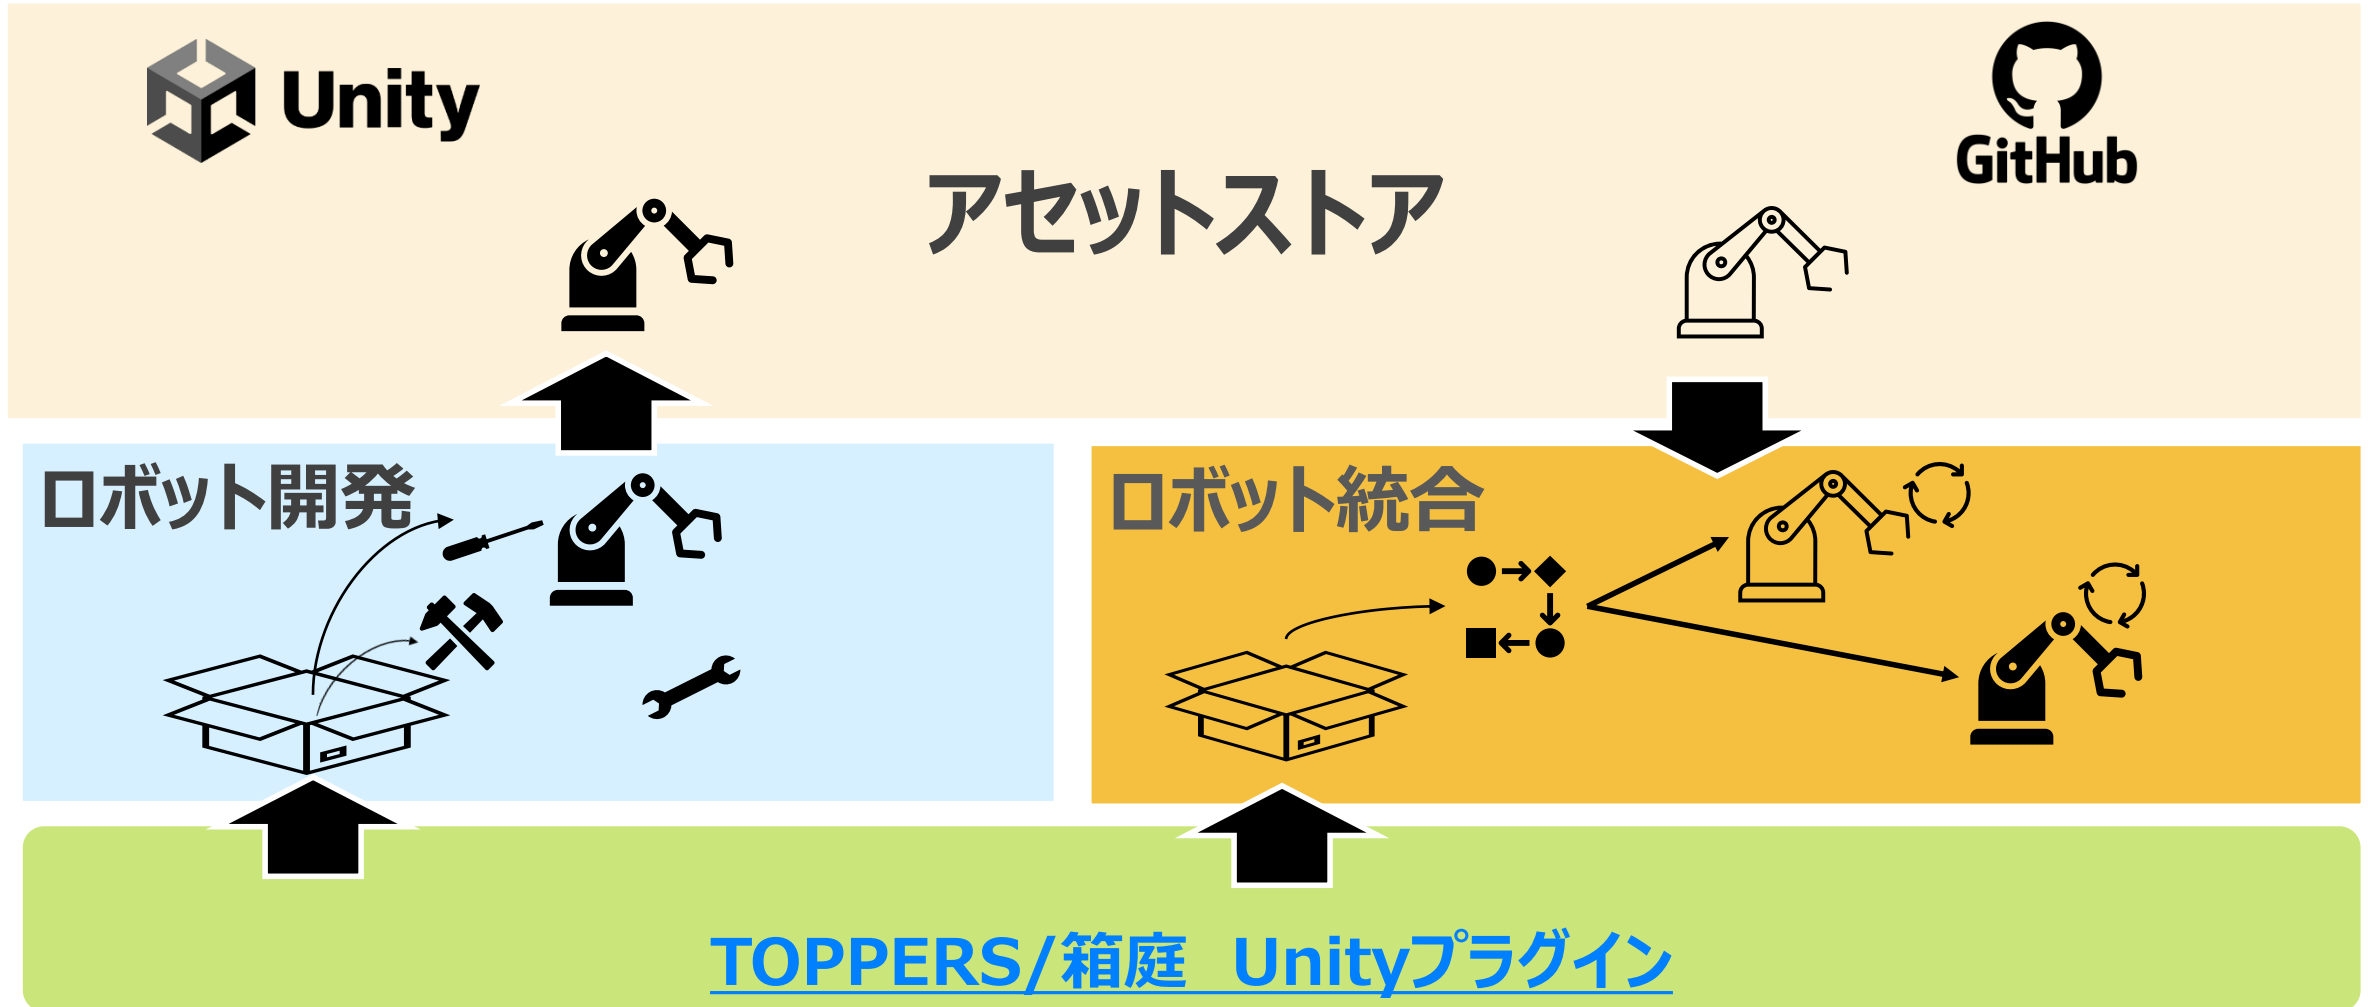 Unity
GitHub
アセットストア
ロボット開発
ロボット統合
TOPPERS/箱庭　Unityプラグイン